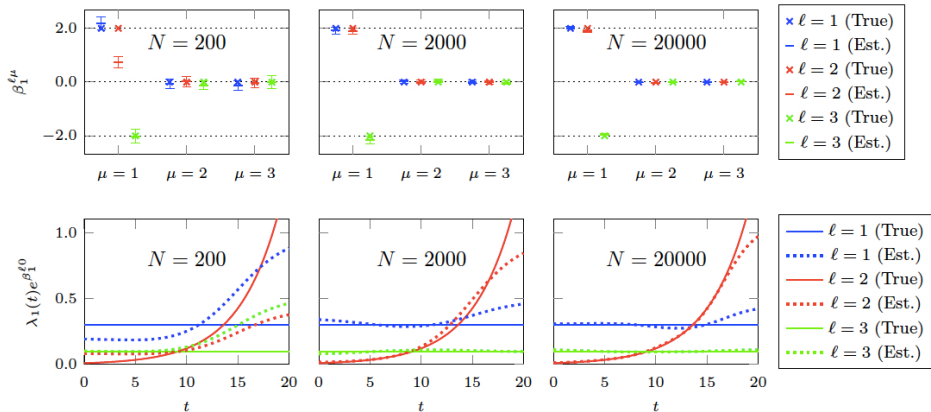 β₁^{ℓμ}
2.0
0.0
−2.0
N = 200
μ = 1 μ = 2 μ = 3
N = 2000
μ = 1 μ = 2 μ = 3
N = 20000
μ = 1 μ = 2 μ = 3
ℓ = 1 (True)
ℓ = 1 (Est.)
ℓ = 2 (True)
ℓ = 2 (Est.)
ℓ = 3 (True)
ℓ = 3 (Est.)
λ₁(t)e^{β₁^{ℓ0}}
1.0
0.5
0.0
N = 200
0 5 10 15 20
t
N = 2000
0 5 10 15 20
t
N = 20000
0 5 10 15 20
t
ℓ = 1 (True)
ℓ = 1 (Est.)
ℓ = 2 (True)
ℓ = 2 (Est.)
ℓ = 3 (True)
ℓ = 3 (Est.)